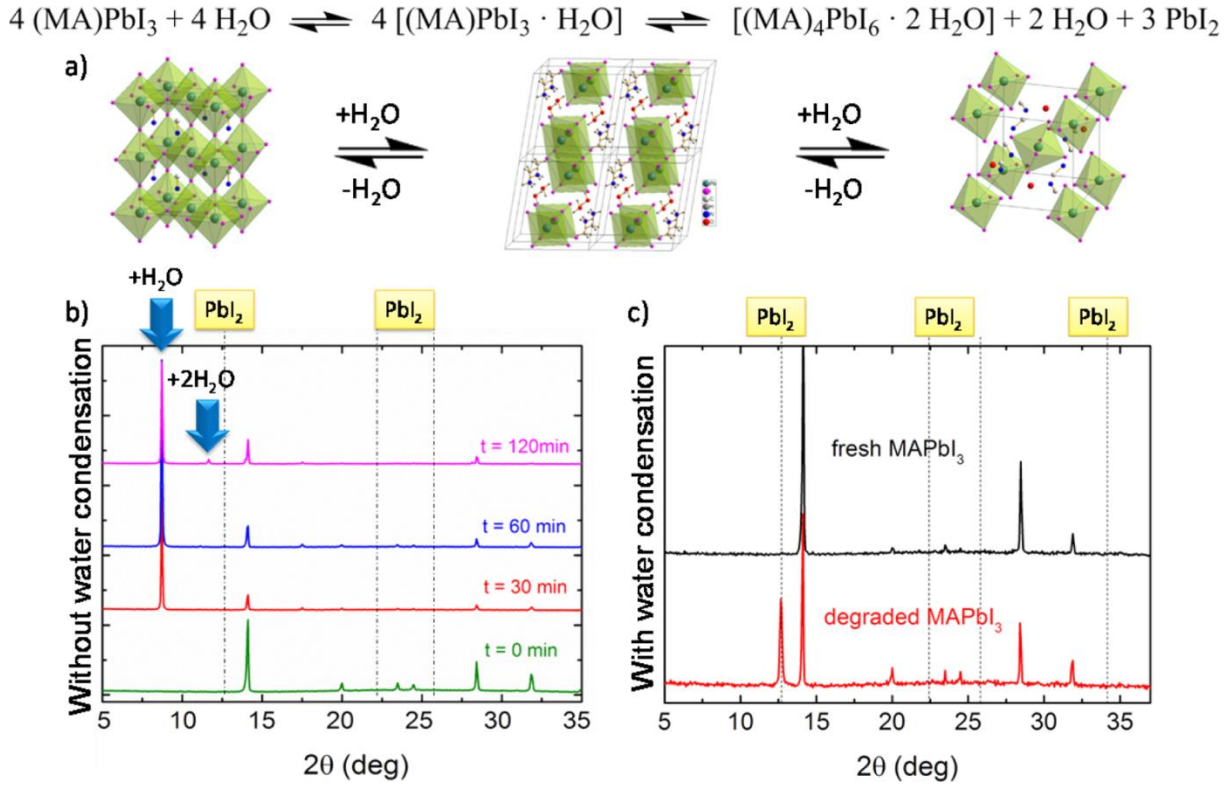 4 (MA)PbI₃ + 4 H₂O ⇌ 4 [(MA)PbI₃ · H₂O] ⇌ [(MA)₄PbI₆ · 2 H₂O] + 2 H₂O + 3 PbI₂
a)
+H₂O
-H₂O
+H₂O
-H₂O
b)
Without water condensation
+H₂O
PbI₂
PbI₂
+2H₂O
t = 120min
t = 60 min
t = 30 min
t = 0 min
5 10 15 20 25 30 35
2θ (deg)
c)
With water condensation
PbI₂
PbI₂
PbI₂
fresh MAPbI₃
degraded MAPbI₃
5 10 15 20 25 30 35
2θ (deg)